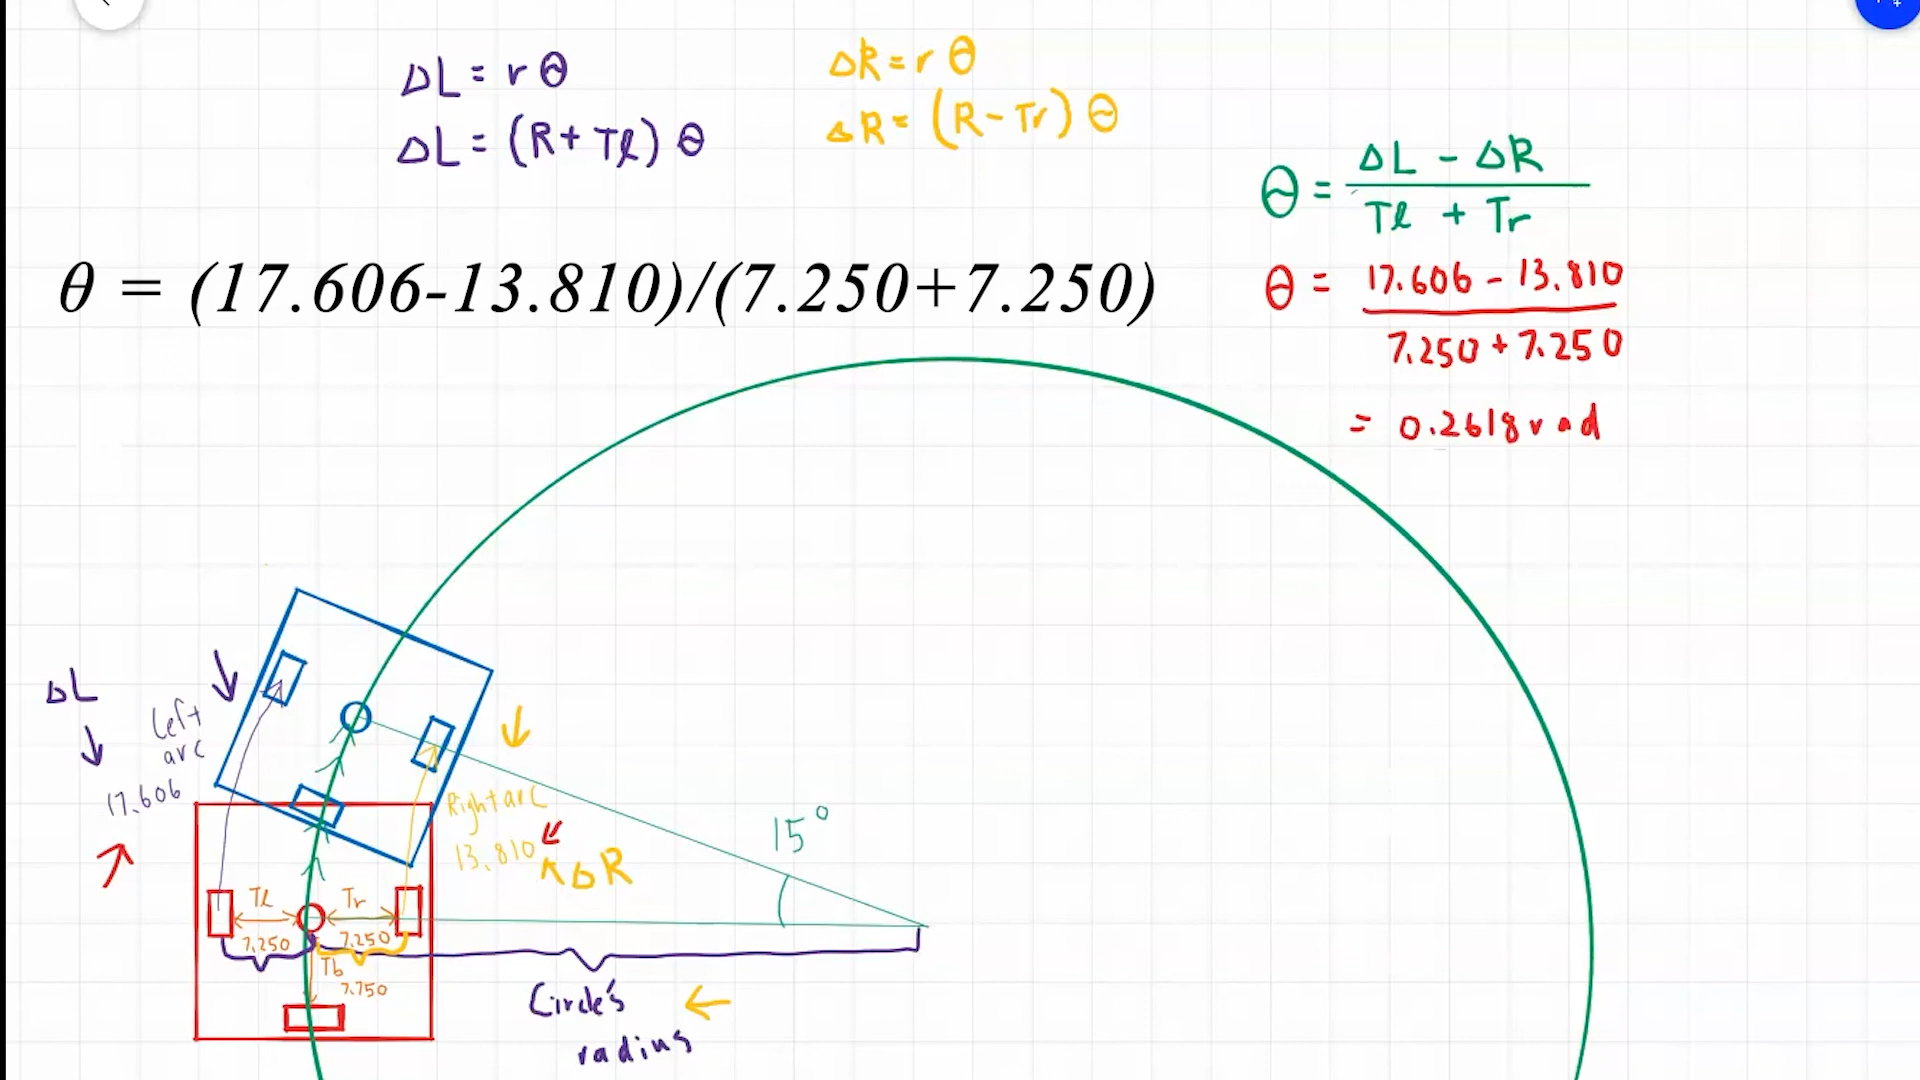 ΔL = r θ
ΔL = (R + Tl) θ
ΔR = r θ
ΔR = (R - Tr) θ
θ = ΔL - ΔR / Tl + Tr
θ = (17.606-13.810)/(7.250+7.250)
θ = 17.606 - 13.810 / 7.250 + 7.250
= 0.2618 rad
ΔL
Left
arc
17.606
Right arc
13.810
ΔR
15°
Tl
Tr
7.250
7.250
Tb
7.750
Circle's
radius